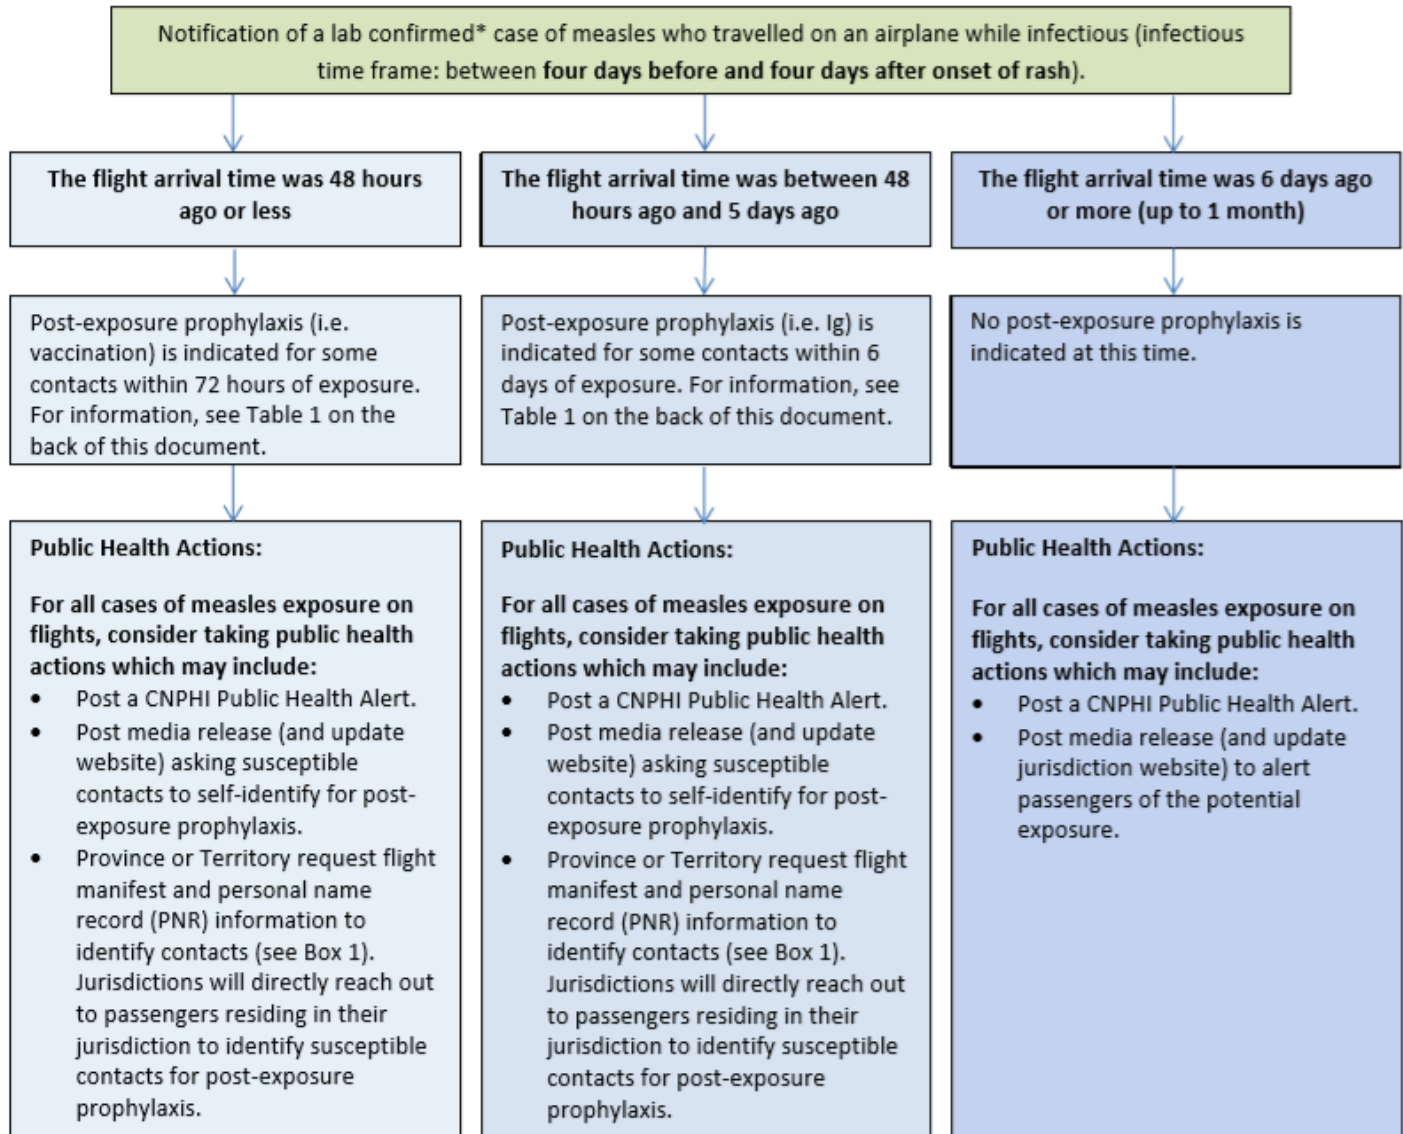 Notification of a lab confirmed* case of measles who travelled on an airplane while infectious (infectious
time frame: between four days before and four days after onset of rash).
The flight arrival time was 48 hours
ago or less
Post-exposure prophylaxis (i.e.
vaccination) is indicated for some
contacts within 72 hours of exposure.
For information, see Table 1 on the
back of this document.
Public Health Actions:
For all cases of measles exposure on
flights, consider taking public health
actions which may include:
• Post a CNPHI Public Health Alert.
• Post media release (and update
website) asking susceptible
contacts to self-identify for post-
exposure prophylaxis.
• Province or Territory request flight
manifest and personal name
record (PNR) information to
identify contacts (see Box 1).
Jurisdictions will directly reach out
to passengers residing in their
jurisdiction to identify susceptible
contacts for post-exposure
prophylaxis.
The flight arrival time was between 48
hours ago and 5 days ago
Post-exposure prophylaxis (i.e. Ig) is
indicated for some contacts within 6
days of exposure. For information, see
Table 1 on the back of this document.
Public Health Actions:
For all cases of measles exposure on
flights, consider taking public health
actions which may include:
• Post a CNPHI Public Health Alert.
• Post media release (and update
website) asking susceptible
contacts to self-identify for post-
exposure prophylaxis.
• Province or Territory request flight
manifest and personal name
record (PNR) information to
identify contacts (see Box 1).
Jurisdictions will directly reach out
to passengers residing in their
jurisdiction to identify susceptible
contacts for post-exposure
prophylaxis.
The flight arrival time was 6 days ago
or more (up to 1 month)
No post-exposure prophylaxis is
indicated at this time.
Public Health Actions:
For all cases of measles exposure on
flights, consider taking public health
actions which may include:
• Post a CNPHI Public Health Alert.
• Post media release (and update
jurisdiction website) to alert
passengers of the potential
exposure.